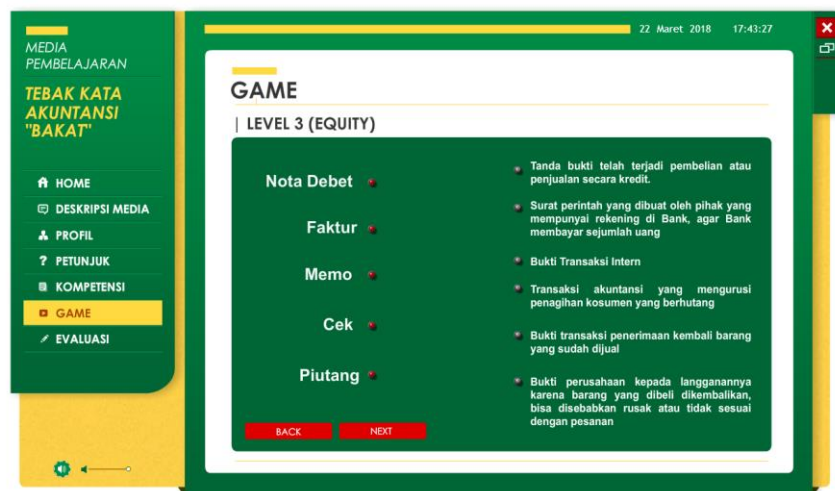 22 Maret 2018 17:43:27
MEDIA
PEMBELAJARAN
TEBAK KATA
AKUNTANSI
"BAKAT"
HOME
DESKRIPSI MEDIA
PROFIL
? PETUNJUK
KOMPETENSI
GAME
EVALUASI
GAME
| LEVEL 3 (EQUITY)
Nota Debet
Faktur
Memo
Cek
Piutang
Tanda bukti telah terjadi pembelian atau
penjualan secara kredit.
Surat perintah yang dibuat oleh pihak yang
mempunyai rekening di Bank, agar Bank
membayar sejumlah uang
Bukti Transaksi Intern
Transaksi akuntansi yang mengurusi
penagihan kosumen yang berhutang
Bukti transaksi penerimaan kembali barang
yang sudah dijual
Bukti perusahaan kepada langganannya
karena barang yang dibeli dikembalikan,
bisa disebabkan rusak atau tidak sesuai
dengan pesanan
BACK
NEXT